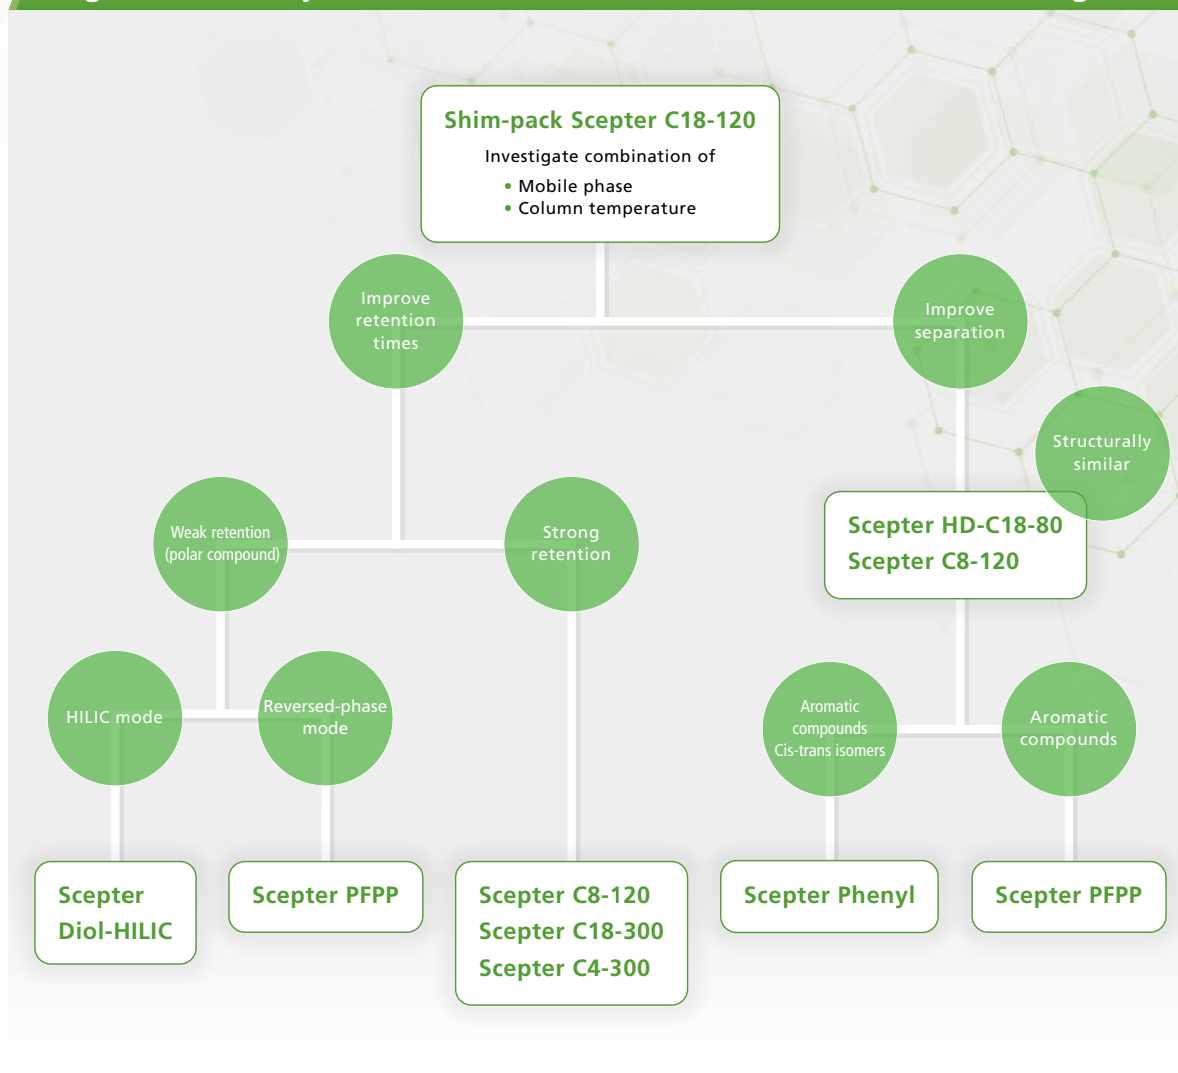 Shim-pack Scepter C18-120
Investigate combination of
• Mobile phase
• Column temperature
Improve
retention
times
Improve
separation
Structurally
similar
Weak retention
(polar compound)
Strong
retention
Scepter HD-C18-80
Scepter C8-120
HILIC mode
Reversed-phase
mode
Aromatic
compounds
Cis-trans isomers
Aromatic
compounds
Scepter
Diol-HILIC
Scepter PFPP
Scepter C8-120
Scepter C18-300
Scepter C4-300
Scepter Phenyl
Scepter PFPP